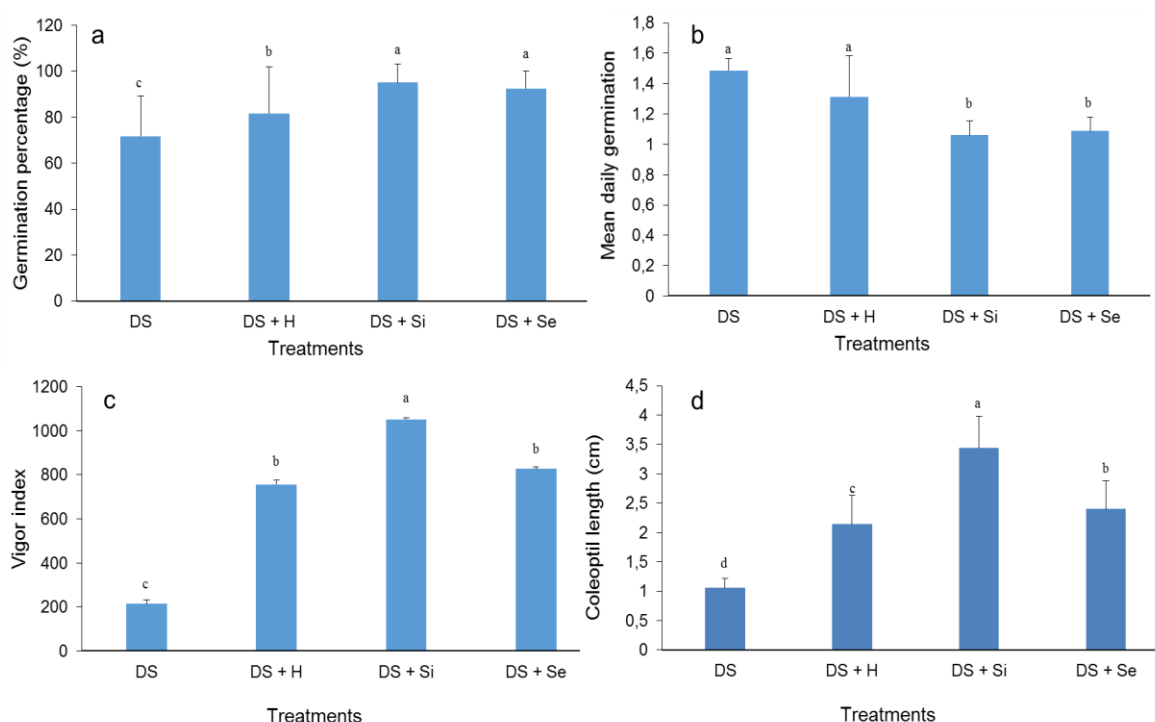 a
Germination percentage (%)
120
100
80
60
40
20
0
c
b
a
a
DS
DS + H
DS + Si
DS + Se
Treatments
b
Mean daily germination
1,8
1,6
1,4
1,2
1
0,8
0,6
0,4
0,2
0
a
a
b
b
DS
DS + H
DS + Si
DS + Se
Treatments
c
Vigor index
1200
1000
800
600
400
200
0
c
b
a
b
DS
DS + H
DS + Si
DS + Se
Treatments
d
Coleoptil length (cm)
4,5
4
3,5
3
2,5
2
1,5
1
0,5
0
d
c
a
b
DS
DS + H
DS + Si
DS + Se
Treatments